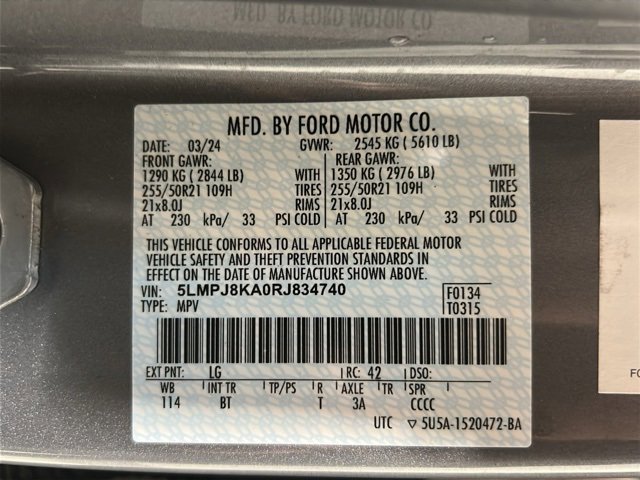 MFD. BY FORD MOTOR CO.
DATE: 03/24 GVWR: 2545 KG ( 5610 LB)
FRONT GAWR: REAR GAWR:
1290 KG ( 2844 LB) WITH 1350 KG ( 2976 LB) WITH
255/50R21 109H TIRES 255/50R21 109H TIRES
21x8.0J RIMS 21x8.0J RIMS
AT 230 kPa/ 33 PSI COLD AT 230 kPa/ 33 PSI COLD
THIS VEHICLE CONFORMS TO ALL APPLICABLE FEDERAL MOTOR
VEHICLE SAFETY AND THEFT PREVENTION STANDARDS IN
EFFECT ON THE DATE OF MANUFACTURE SHOWN ABOVE.
VIN: 5LMPJ8KA0RJ834740 F0134
TYPE: MPV T0315
EXT PNT: LG RC: 42 DSO:
WB INT TR TP/PS R AXLE TR SPR
114 BT T 3A CCCC
UTC ▽ 5U5A-1520472-BA